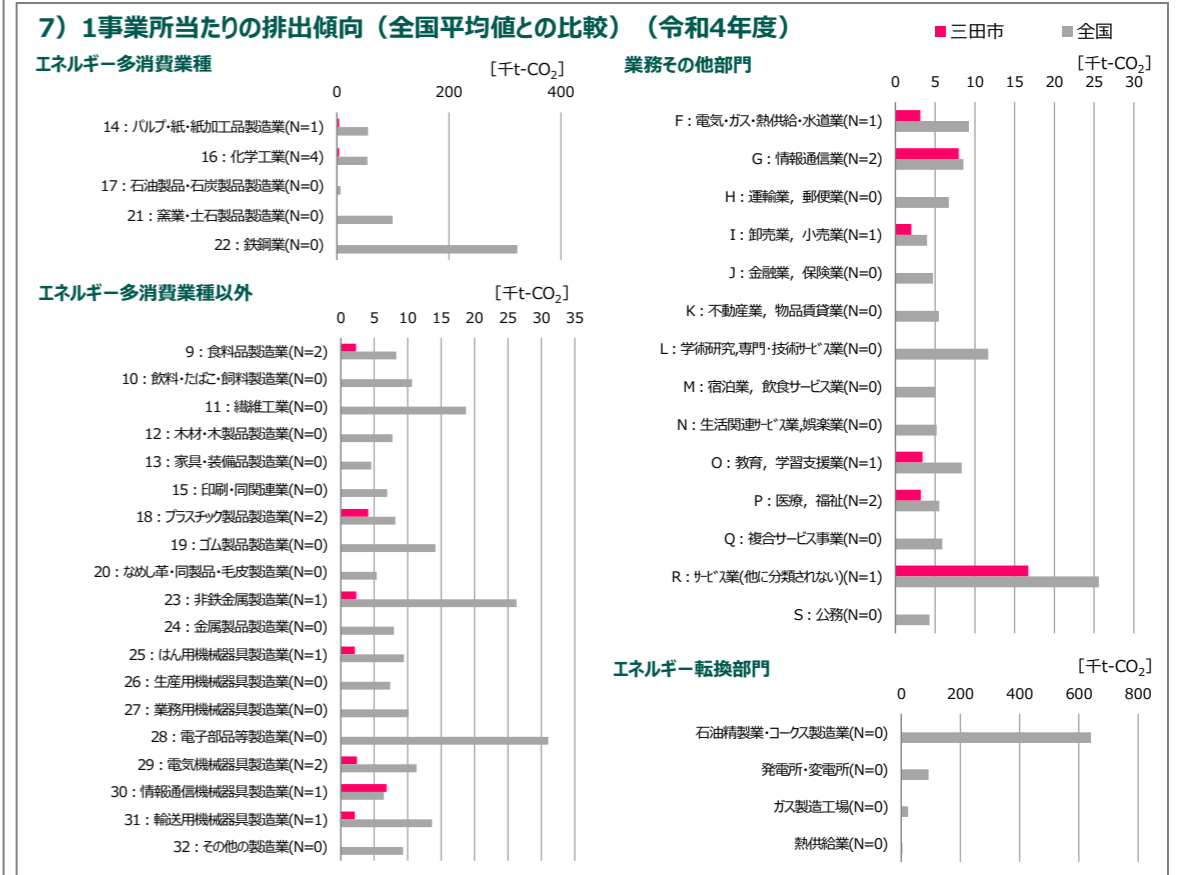 7）1事業所当たりの排出傾向（全国平均値との比較）（令和4年度）
■三田市 ■全国
エネルギー多消費業種
[千t-CO₂]
0 200 400
14：パルプ・紙・紙加工品製造業(N=1)
16：化学工業(N=4)
17：石油製品・石炭製品製造業(N=0)
21：窯業・土石製品製造業(N=0)
22：鉄鋼業(N=0)
エネルギー多消費業種以外
[千t-CO₂]
0 5 10 15 20 25 30 35
9：食料品製造業(N=2)
10：飲料・たばこ・飼料製造業(N=0)
11：繊維工業(N=0)
12：木材・木製品製造業(N=0)
13：家具・装備品製造業(N=0)
15：印刷・同関連業(N=0)
18：プラスチック製品製造業(N=2)
19：ゴム製品製造業(N=0)
20：なめし革・同製品・毛皮製造業(N=0)
23：非鉄金属製造業(N=1)
24：金属製品製造業(N=0)
25：はん用機械器具製造業(N=1)
26：生産用機械器具製造業(N=0)
27：業務用機械器具製造業(N=0)
28：電子部品等製造業(N=0)
29：電気機械器具製造業(N=2)
30：情報通信機械器具製造業(N=1)
31：輸送用機械器具製造業(N=1)
32：その他の製造業(N=0)
業務その他部門
[千t-CO₂]
0 5 10 15 20 25 30
F：電気・ガス・熱供給・水道業(N=1)
G：情報通信業(N=2)
H：運輸業，郵便業(N=0)
I：卸売業，小売業(N=1)
J：金融業，保険業(N=0)
K：不動産業，物品賃貸業(N=0)
L：学術研究,専門・技術サービス業(N=0)
M：宿泊業，飲食サービス業(N=0)
N：生活関連サービス業,娯楽業(N=0)
O：教育，学習支援業(N=1)
P：医療，福祉(N=2)
Q：複合サービス事業(N=0)
R：サービス業(他に分類されない)(N=1)
S：公務(N=0)
エネルギー転換部門
[千t-CO₂]
0 200 400 600 800
石油精製業・コークス製造業(N=0)
発電所・変電所(N=0)
ガス製造工場(N=0)
熱供給業(N=0)